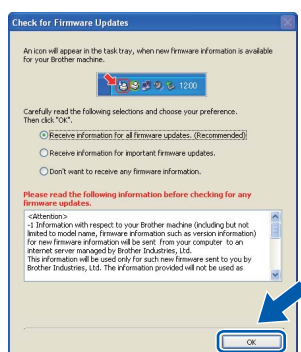 Check for Firmware Updates
An icon will appear in the task tray, when new firmware information is available
for your Brother machine.
12:00
Carefully read the following selections and choose your preference.
Then click "OK".
Receive information for all firmware updates. (Recommended)
Receive information for important firmware updates.
Don't want to receive any firmware information.
Please read the following information before checking for any
firmware updates.
<Attention>
-1 Information with respect to your Brother machine (including but not
limited to model name, firmware information such as version information)
for new firmware information will be sent from your computer to an
internet server managed by Brother Industries, Ltd.
This information will be used only for such new firmware sent to you by
Brother Industries, Ltd. The information provided will not be used as
OK